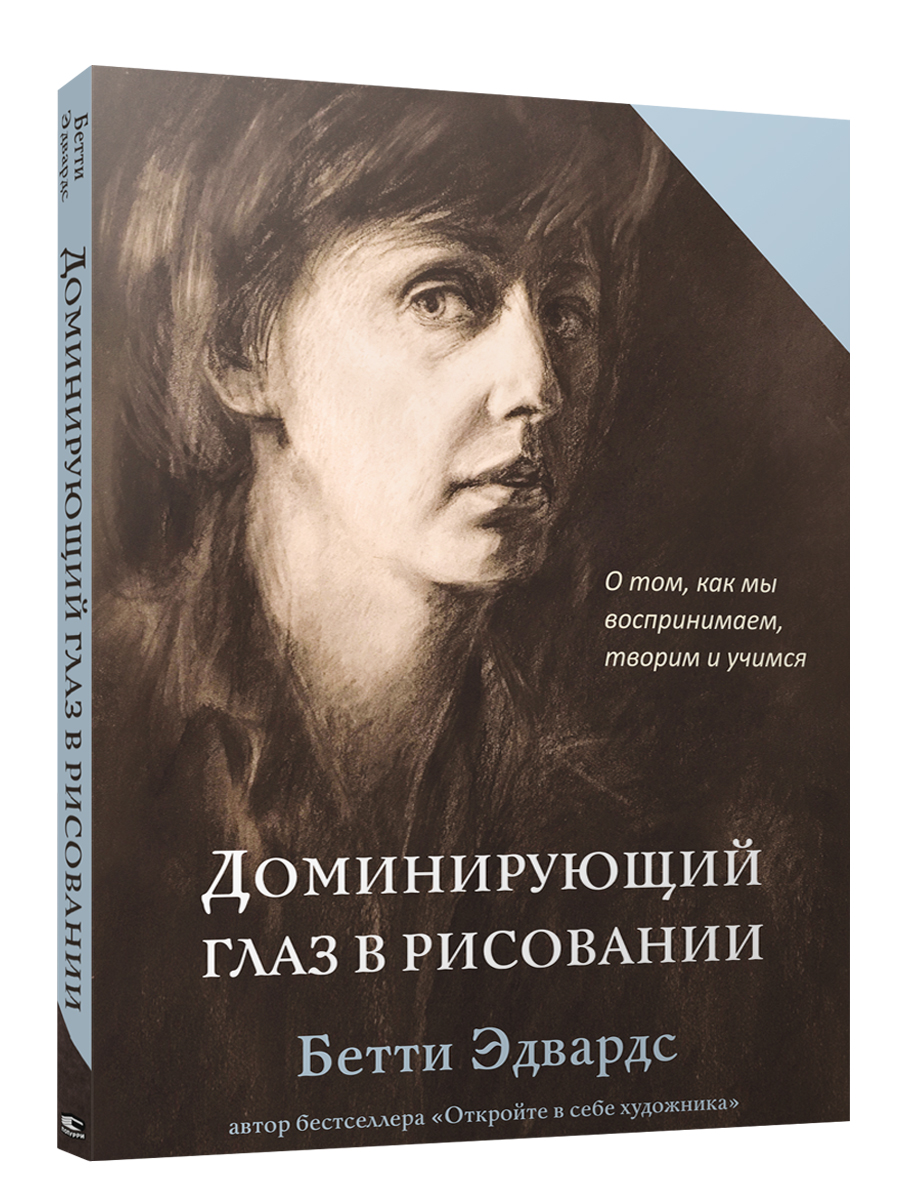 Бетти
Эдвардс
Доминирующий глаз в рисовании
ПОПУРРИ
О том, как мы
воспринимаем,
творим и учимся
Доминирующий
глаз в рисовании
Бетти Эдвардс
автор бестселлера «Откройте в себе художника»